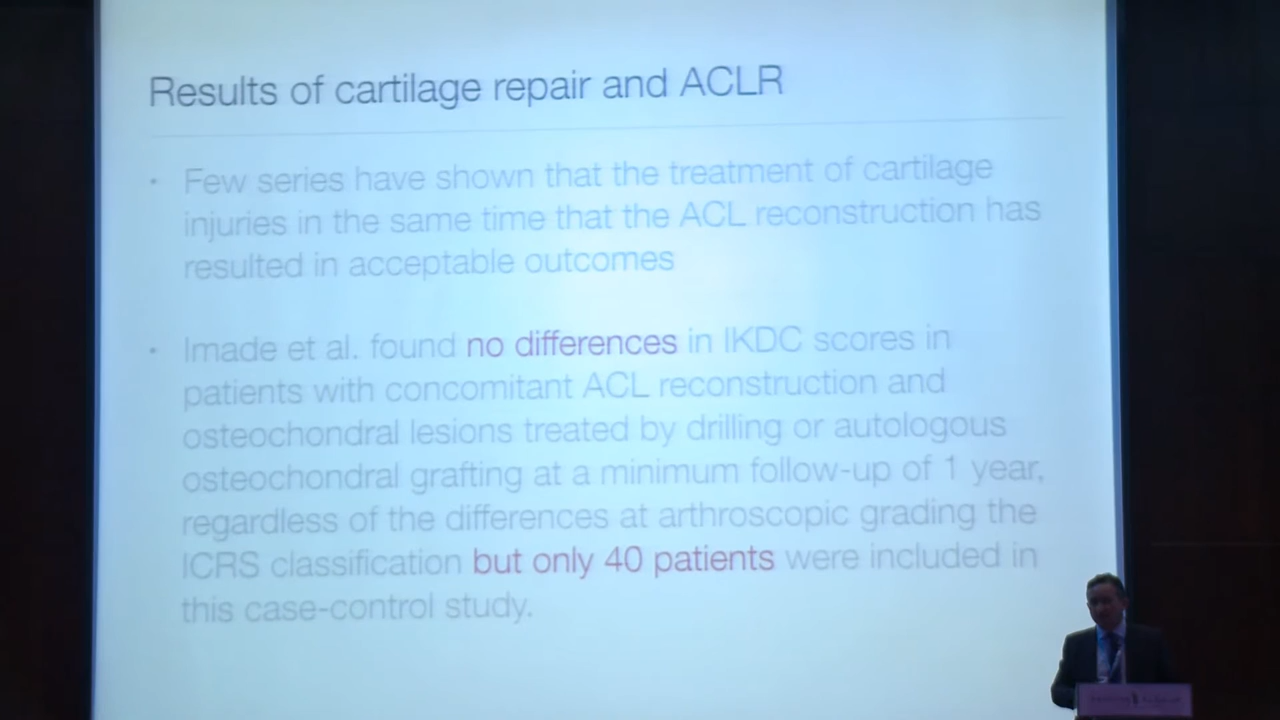 Results of cartilage repair and ACLR
• Few series have shown that the treatment of cartilage
injuries in the same time that the ACL reconstruction has
resulted in acceptable outcomes
• Imade et al. found no differences in IKDC scores in
patients with concomitant ACL reconstruction and
osteochondral lesions treated by drilling or autologous
osteochondral grafting at a minimum follow-up of 1 year,
regardless of the differences at arthroscopic grading the
ICRS classification but only 40 patients were included in
this case-control study.